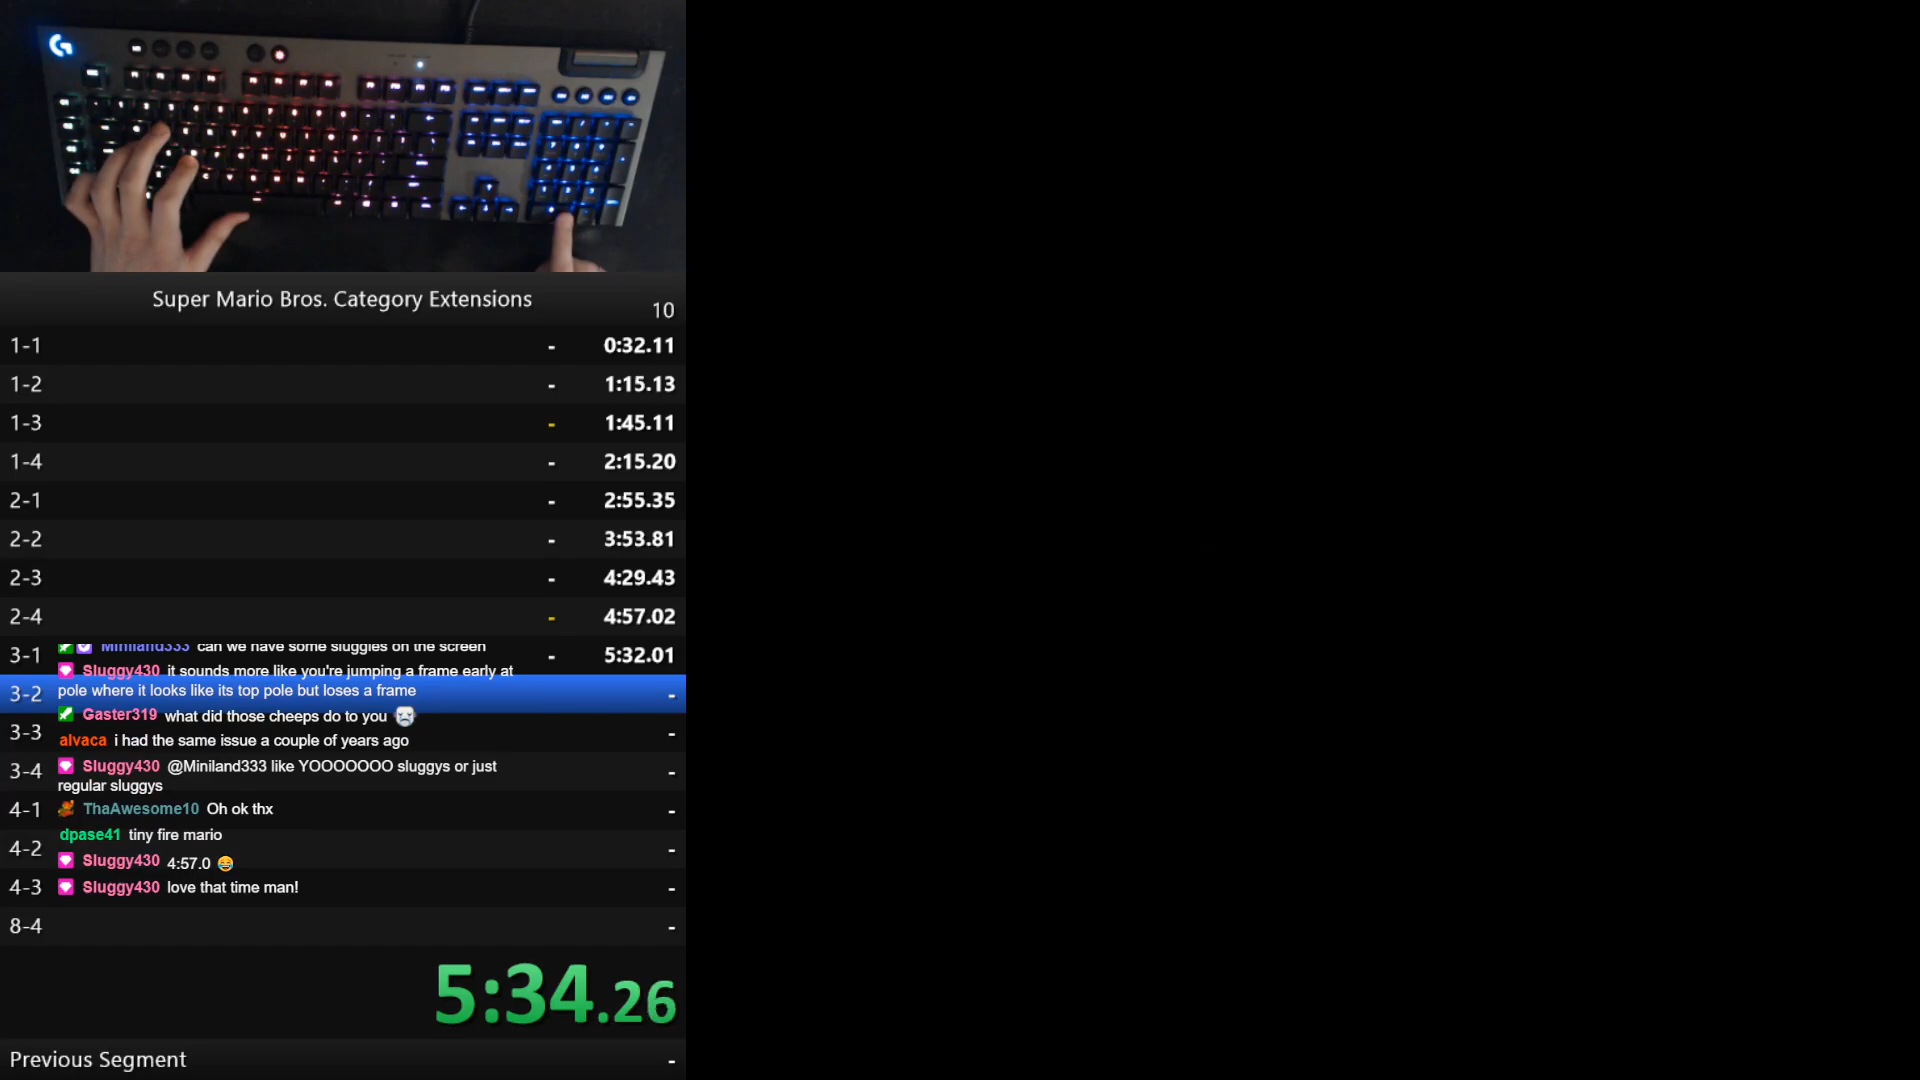 Super Mario Bros. Category Extensions
10
1-1 - 0:32.11
1-2 - 1:15.13
1-3 - 1:45.11
1-4 - 2:15.20
2-1 - 2:55.35
2-2 - 3:53.81
2-3 - 4:29.43
2-4 - 4:57.02
Miniland333 can we have some sluggies on the screen
3-1 - 5:32.01
Sluggy430 it sounds more like you're jumping a frame early at
3-2 pole where it looks like its top pole but loses a frame -
Gaster319 what did those cheeps do to you
3-3 -
alvaca i had the same issue a couple of years ago
3-4 Sluggy430 @Miniland333 like YOOOOOOO sluggys or just -
regular sluggys
4-1 ThaAwesome10 Oh ok thx -
dpase41 tiny fire mario
4-2 -
Sluggy430 4:57.0 😂
4-3 Sluggy430 love that time man! -
8-4 -
5:34.26
Previous Segment -